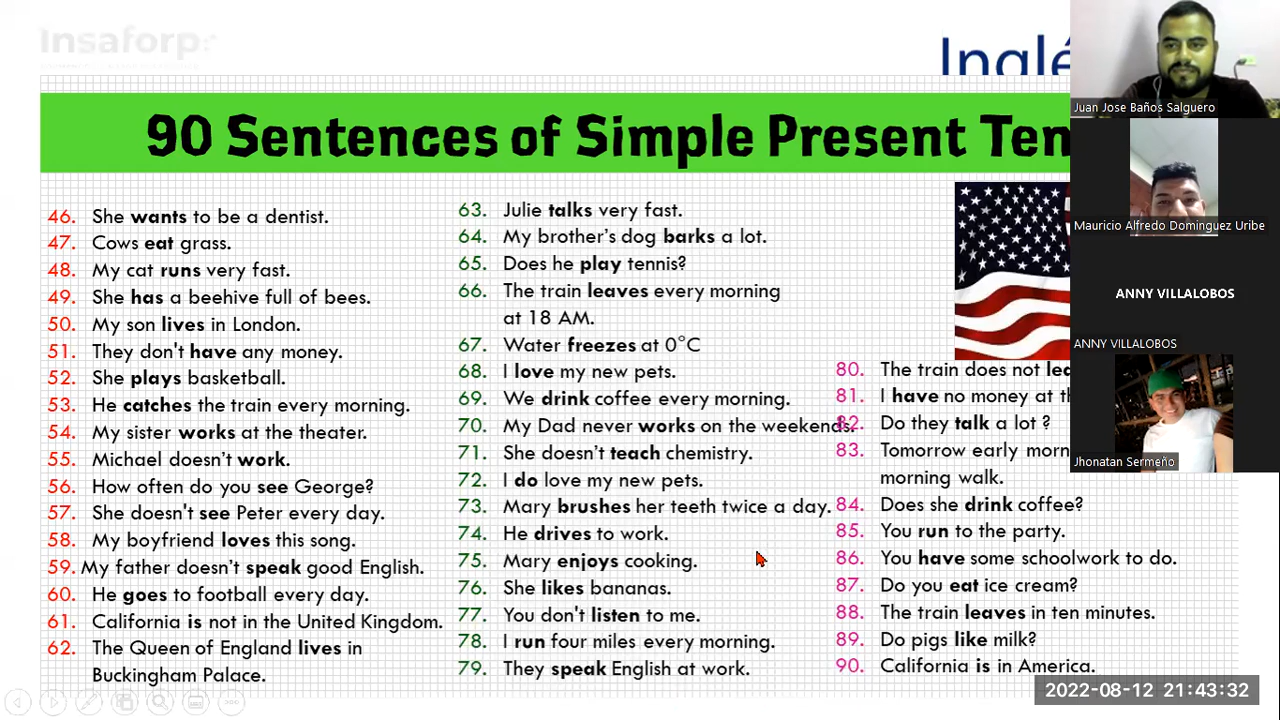 Insaforp
Inglé
90 Sentences of Simple Present Ten
46. She wants to be a dentist.
47. Cows eat grass.
48. My cat runs very fast.
49. She has a beehive full of bees.
50. My son lives in London.
51. They don't have any money.
52. She plays basketball.
53. He catches the train every morning.
54. My sister works at the theater.
55. Michael doesn't work.
56. How often do you see George?
57. She doesn't see Peter every day.
58. My boyfriend loves this song.
59. My father doesn't speak good English.
60. He goes to football every day.
61. California is not in the United Kingdom.
62. The Queen of England lives in
Buckingham Palace.
63. Julie talks very fast.
64. My brother's dog barks a lot.
65. Does he play tennis?
66. The train leaves every morning
at 18 AM.
67. Water freezes at 0°C
68. I love my new pets.
69. We drink coffee every morning.
70. My Dad never works on the weekends.
71. She doesn't teach chemistry.
72. I do love my new pets.
73. Mary brushes her teeth twice a day.
74. He drives to work.
75. Mary enjoys cooking.
76. She likes bananas.
77. You don't listen to me.
78. I run four miles every morning.
79. They speak English at work.
80. The train does not lea
81. I have no money at th
82. Do they talk a lot ?
83. Tomorrow early morn
morning walk.
84. Does she drink coffee?
85. You run to the party.
86. You have some schoolwork to do.
87. Do you eat ice cream?
88. The train leaves in ten minutes.
89. Do pigs like milk?
90. California is in America.
Juan Jose Baños Salguero
Mauricio Alfredo Dominguez Uribe
ANNY VILLALOBOS
ANNY VILLALOBOS
Jhonatan Sermeño
2022-08-12 21:43:32